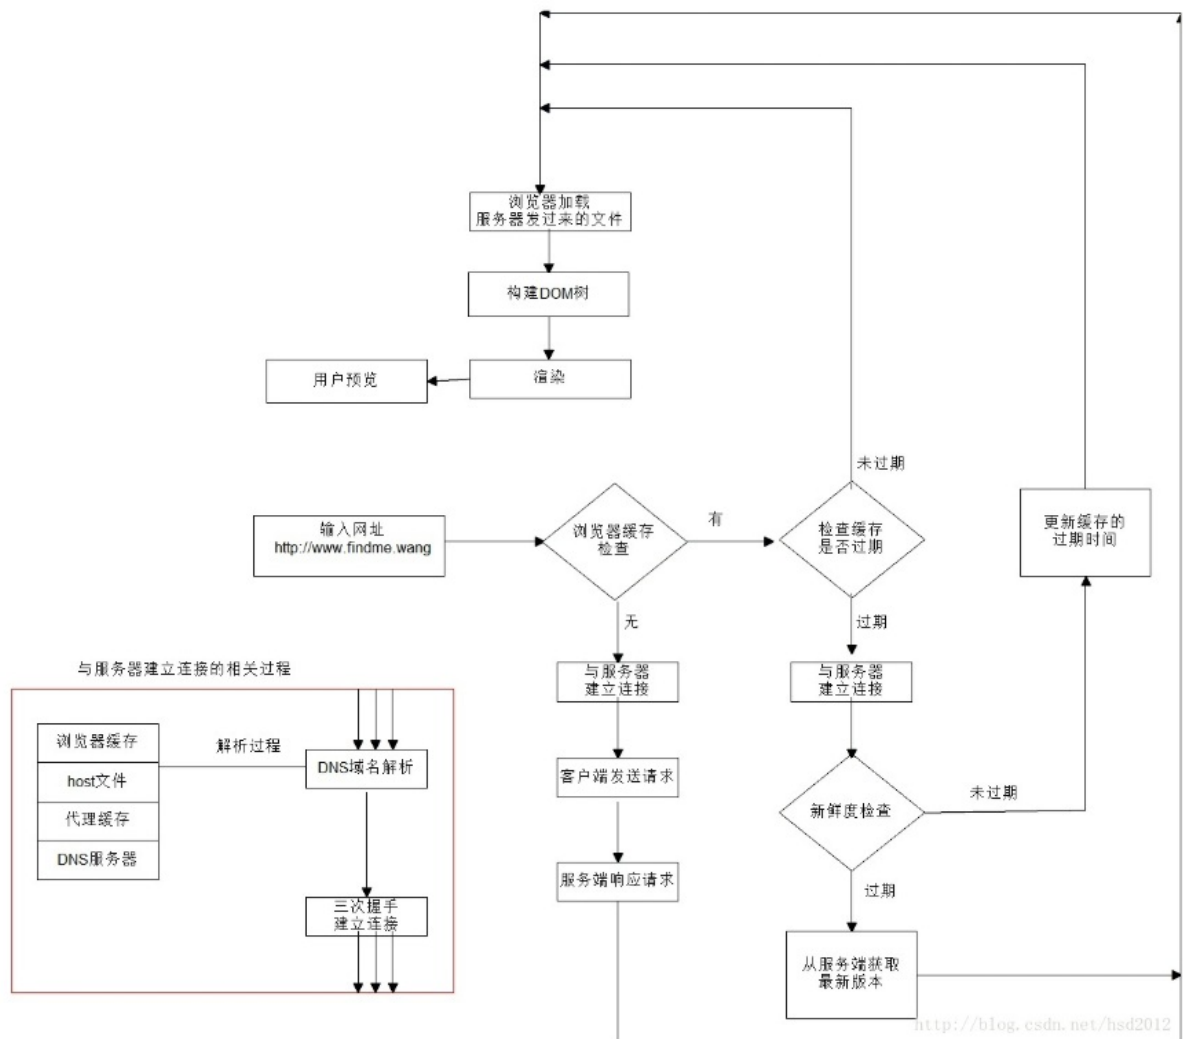 浏览器加载
服务器发过来的文件
构建DOM树
用户预览
渲染
未过期
输入网址
http://www.findme.wang
浏览器缓存
检查
有
检查缓存
是否过期
更新缓存的
过期时间
无
过期
与服务器建立连接的相关过程
与服务器
建立连接
与服务器
建立连接
浏览器缓存
host文件
代理缓存
DNS服务器
解析过程
DNS域名解析
三次握手
建立连接
客户端发送请求
服务端响应请求
新鲜度检查
未过期
过期
从服务端获取
最新版本
http://blog.csdn.net/hsd2012